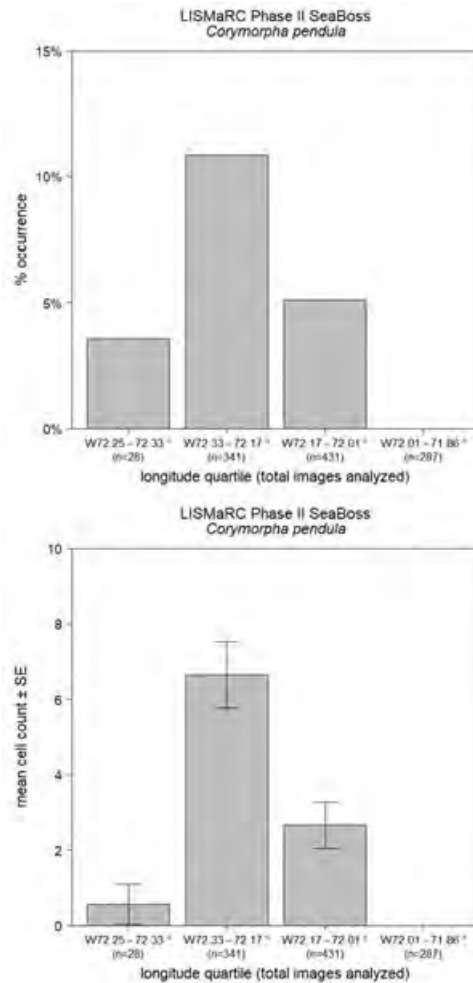 LISMaRC Phase II SeaBoss
Corymorpha pendula
15%
10%
5%
0%
% occurrence
W72.25 – 72.33 °
W72.33 – 72.17 °
W72.17 – 72.01 °
W72.01 – 71.86 °
(n=28)
(n=341)
(n=431)
(n=287)
longitude quartile (total images analyzed)
LISMaRC Phase II SeaBoss
Corymorpha pendula
10
8
6
4
2
0
mean cell count ± SE
W72.25 – 72.33 °
W72.33 – 72.17 °
W72.17 – 72.01 °
W72.01 – 71.86 °
(n=28)
(n=341)
(n=431)
(n=287)
longitude quartile (total images analyzed)